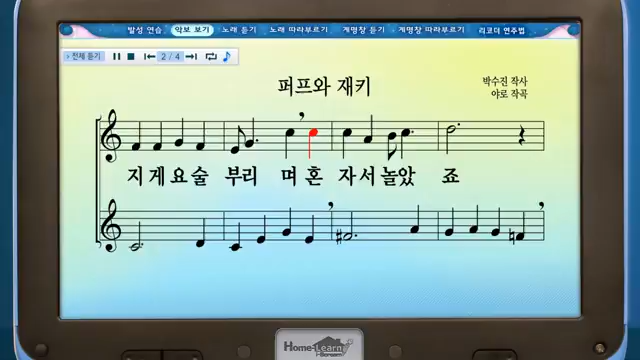 발성 연습 악보 보기 노래 듣기 노래 따라부르기 계명창 듣기 계명창 따라부르기 리코더 연주법
전체 듣기 2 / 4
퍼프와 재키
박수진 작사
야로 작곡
지게요술 부리 며혼 자서놀았 죠
Home-Learn